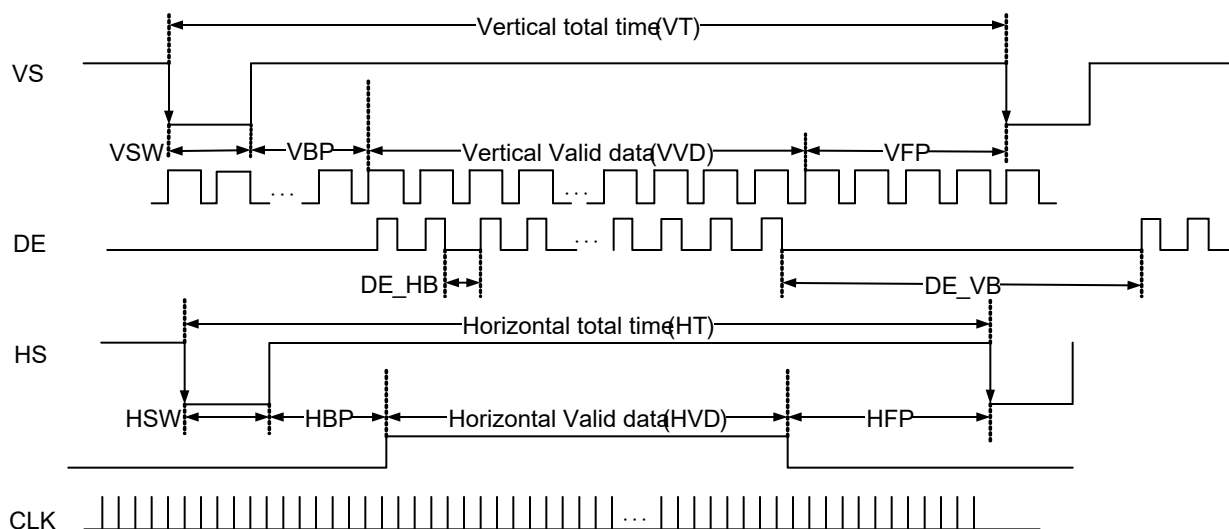 Vertical total time(VT)
VS
VSW VBP Vertical Valid data(VVD) VFP
...
...
DE
...
DE_HB DE_VB
Horizontal total time(HT)
HS
HSW HBP Horizontal Valid data(HVD) HFP
CLK ...